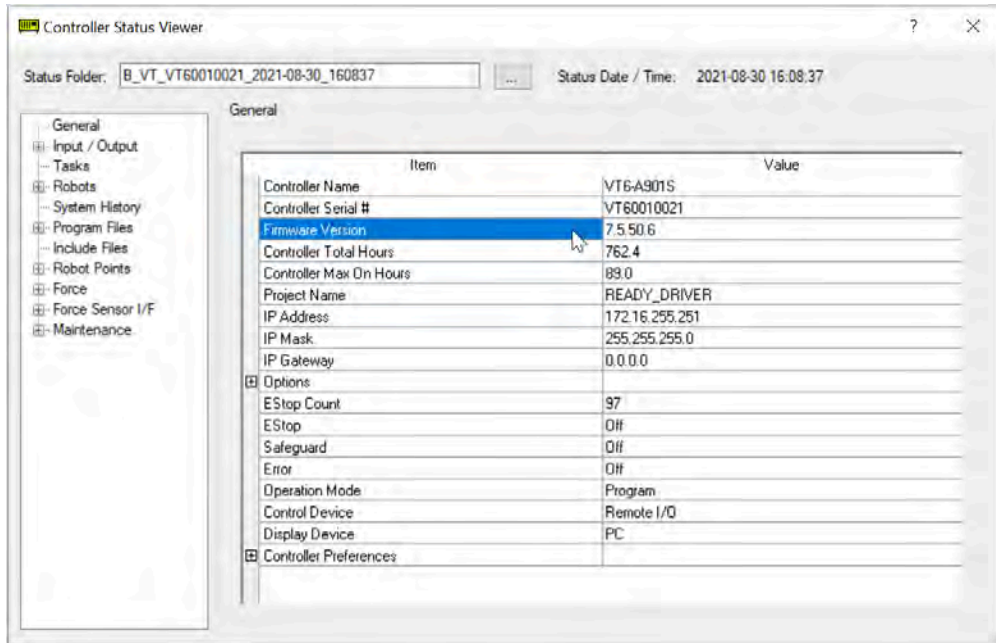 Controller Status Viewer ? ×
Status Folder: B_VT_VT60010021_2021-08-30_160837 ... Status Date / Time: 2021-08-30 16:08:37
General
General
Input / Output
Tasks
Robots
System History
Program Files
Include Files
Robot Points
Force
Force Sensor I/F
Maintenance
Item Value
Controller Name VT6-A901S
Controller Serial # VT60010021
Firmware Version 7.5.50.6
Controller Total Hours 762.4
Controller Max On Hours 89.0
Project Name READY_DRIVER
IP Address 172.16.255.251
IP Mask 255.255.255.0
IP Gateway 0.0.0.0
Options
EStop Count 97
EStop Off
Safeguard Off
Error Off
Operation Mode Program
Control Device Remote I/O
Display Device PC
Controller Preferences